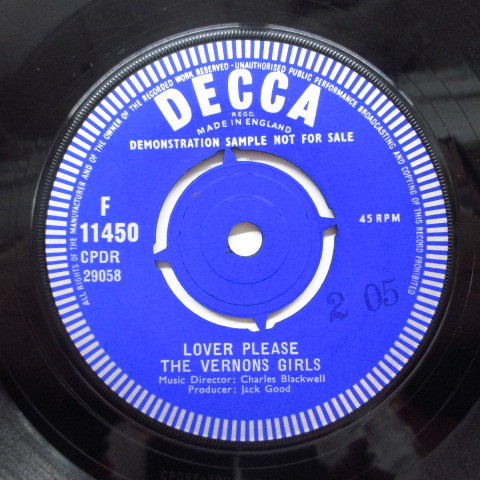 ALL RIGHTS OF THE MANUFACTURER AND OF THE OWNER OF THE RECORDED WORK RESERVED · UNAUTHORISED PUBLIC PERFORMANCE BROADCASTING AND COPYING OF THIS RECORD PROHIBITED
DECCA
REGD.
MADE IN ENGLAND
DEMONSTRATION SAMPLE NOT FOR SALE
F
11450
CPDR
29058
45 RPM
2 05
LOVER PLEASE
THE VERNONS GIRLS
Music Director: Charles Blackwell
Producer: Jack Good